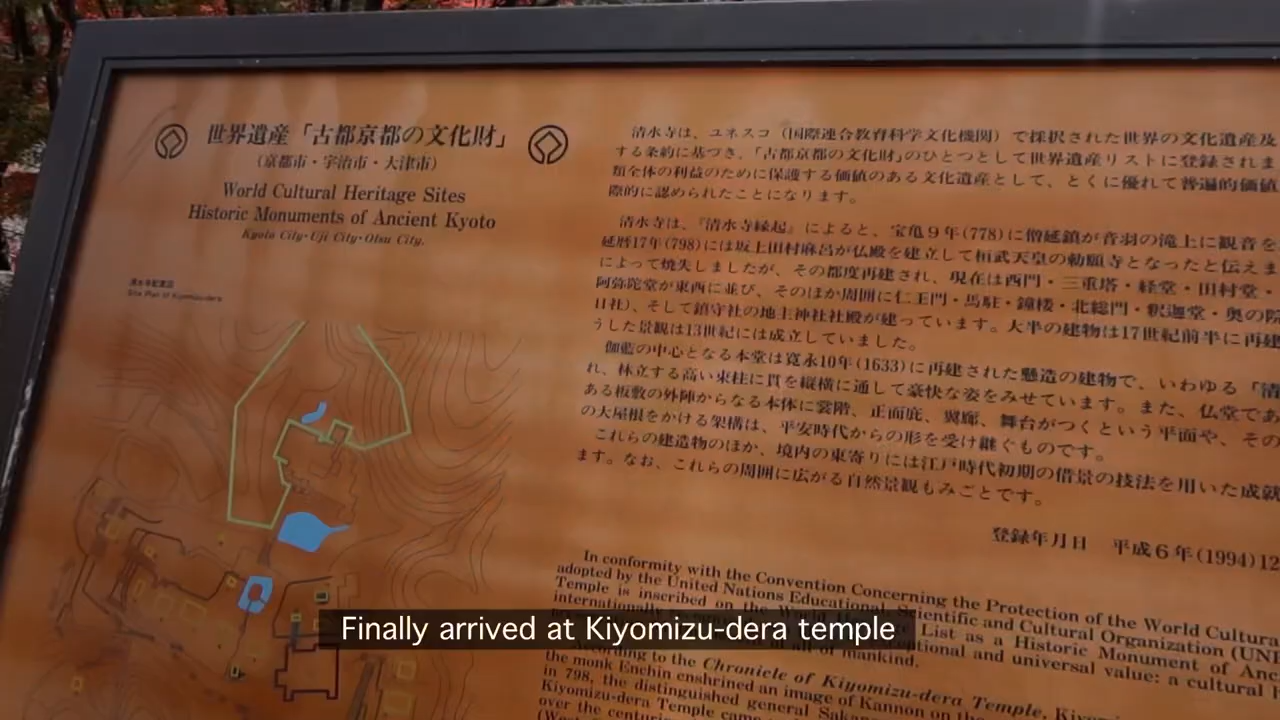 世界遺産「古都京都の文化財」
(京都市・宇治市・大津市)
World Cultural Heritage Sites
Historic Monuments of Ancient Kyoto
Kyoto City・Uji City・Otsu City.
清水寺配置図
Site Plan of Kiyomizu-dera
清水寺は、ユネスコ（国際連合教育科学文化機関）で採択された世界の文化遺産及
する条約に基づき、「古都京都の文化財」のひとつとして世界遺産リストに登録されま
類全体の利益のために保護する価値のある文化遺産として、とくに優れて普遍的価値
際的に認められたことになります。
清水寺は、『清水寺縁起』によると、宝亀9年(778)に僧延鎮が音羽の滝上に観音を
延暦17年(798)には坂上田村麻呂が仏殿を建立して桓武天皇の勅願寺となったと伝えま
によって焼失しましたが、その都度再建され、現在は西門・三重塔・経堂・田村堂・
阿弥陀堂が東西に並び、そのほか周囲に仁王門・馬駐・鐘楼・北総門・釈迦堂・奥の院
日社)、そして鎮守社の地主神社社殿が建っています。大半の建物は17世紀前半に再建
うした景観は13世紀には成立していました。
伽藍の中心となる本堂は寛永10年(1633)に再建された懸造の建物で、いわゆる「清
れ、林立する高い束柱に貫を縦横に通して豪快な姿をみせています。また、仏堂であ
ある板敷の外陣からなる本体に裳階、正面庇、翼廊、舞台がつくという平面や、その
の大屋根をかける架構は、平安時代からの形を受け継ぐものです。
これらの建造物のほか、境内の東寄りには江戸時代初期の借景の技法を用いた成就
ます。なお、これらの周囲に広がる自然景観もみごとです。
登録年月日 平成6年(1994)12
In conformity with the Convention Concerning the Protection of the World Cultura
adopted by the United Nations Educational, Scientific and Cultural Organization (UNE
Temple is inscribed on the World List as a Historic Monument of Anc
internationally exceptional and universal value: a cultural h
of all of mankind.
According to the Chronicle of Kiyomizu-dera Temple, Kiyom
the monk Enchin enshrined an image of Kannon on the
in 798, the distinguished general Sakan
Kiyomizu-dera Temple came
over the centuries
Finally arrived at Kiyomizu-dera temple